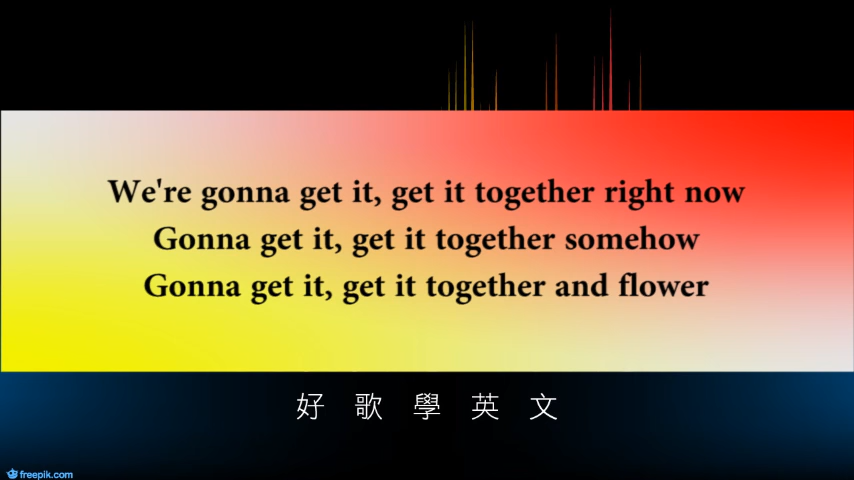 We're gonna get it, get it together right now
Gonna get it, get it together somehow
Gonna get it, get it together and flower
好歌學英文
freepik.com